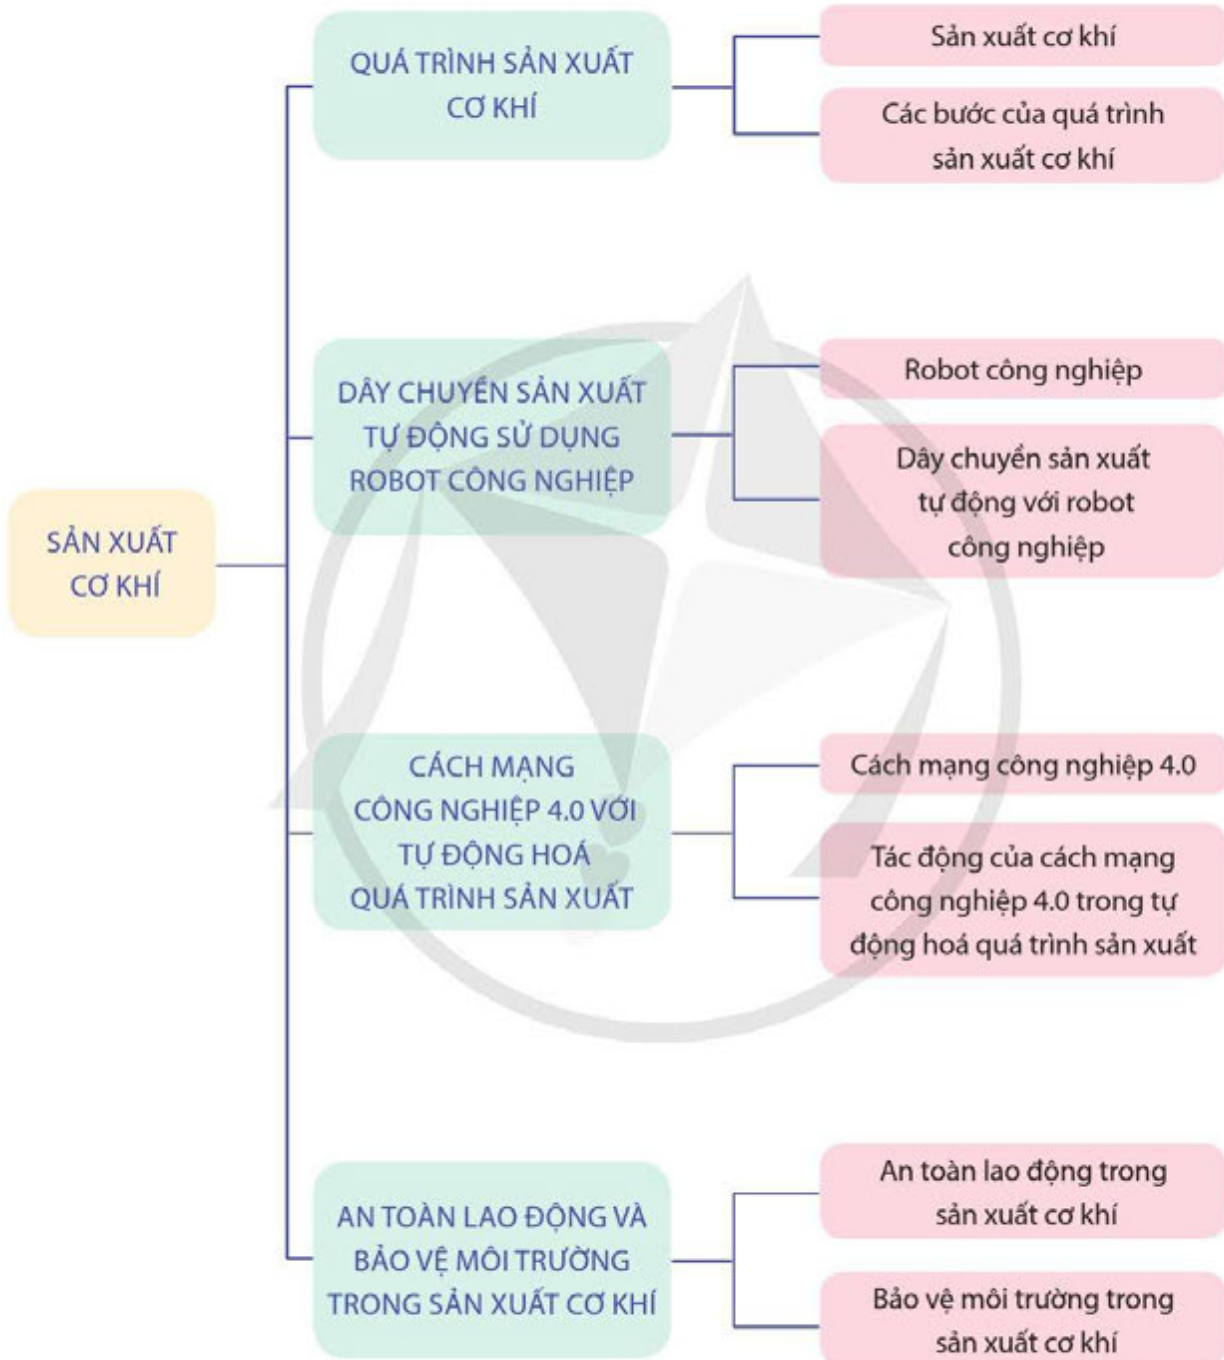 SẢN XUẤT
CƠ KHÍ
QUÁ TRÌNH SẢN XUẤT
CƠ KHÍ
Sản xuất cơ khí
Các bước của quá trình
sản xuất cơ khí
DÂY CHUYỀN SẢN XUẤT
TỰ ĐỘNG SỬ DỤNG
ROBOT CÔNG NGHIỆP
Robot công nghiệp
Dây chuyền sản xuất
tự động với robot
công nghiệp
CÁCH MẠNG
CÔNG NGHIỆP 4.0 VỚI
TỰ ĐỘNG HOÁ
QUÁ TRÌNH SẢN XUẤT
Cách mạng công nghiệp 4.0
Tác động của cách mạng
công nghiệp 4.0 trong tự
động hoá quá trình sản xuất
AN TOÀN LAO ĐỘNG VÀ
BẢO VỆ MÔI TRƯỜNG
TRONG SẢN XUẤT CƠ KHÍ
An toàn lao động trong
sản xuất cơ khí
Bảo vệ môi trường trong
sản xuất cơ khí